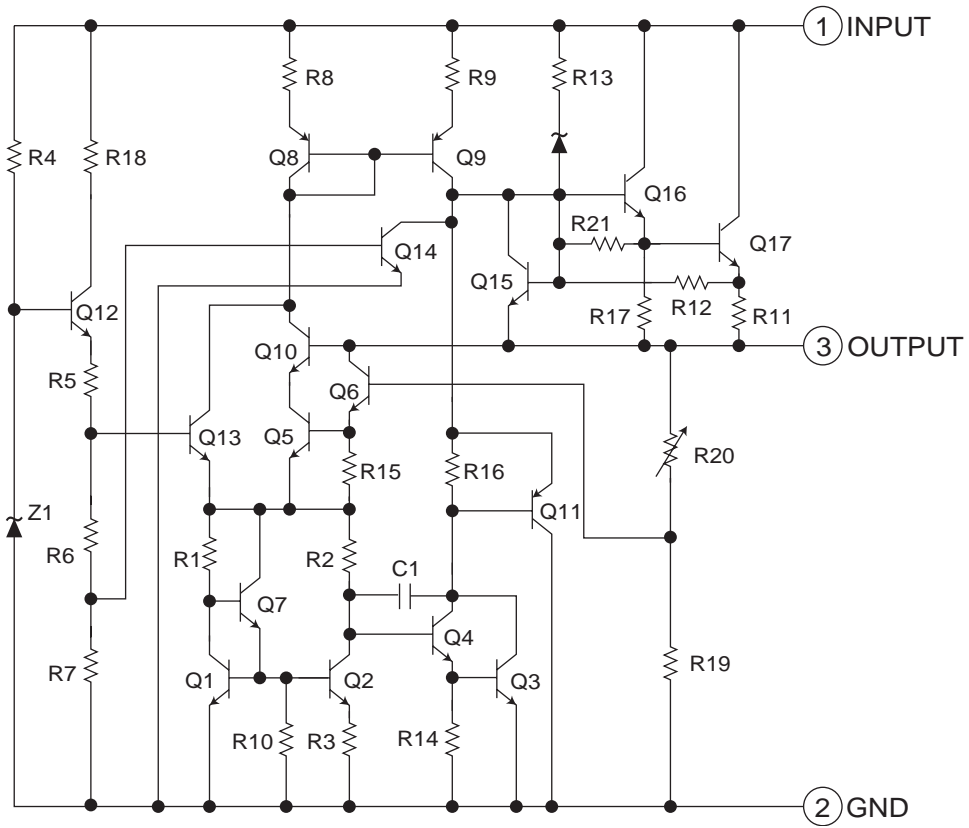 1 INPUT
R8
R9
R13
R4
R18
Q8
Q9
Q16
R21
Q14
Q17
Q15
Q12
R12
R17
R11
3 OUTPUT
Q10
R5
Q6
Q13
Q5
R20
R15
R16
Q11
Z1
R6
R1
R2
C1
Q7
Q4
R7
R19
Q1
Q2
Q3
R10
R3
R14
2 GND